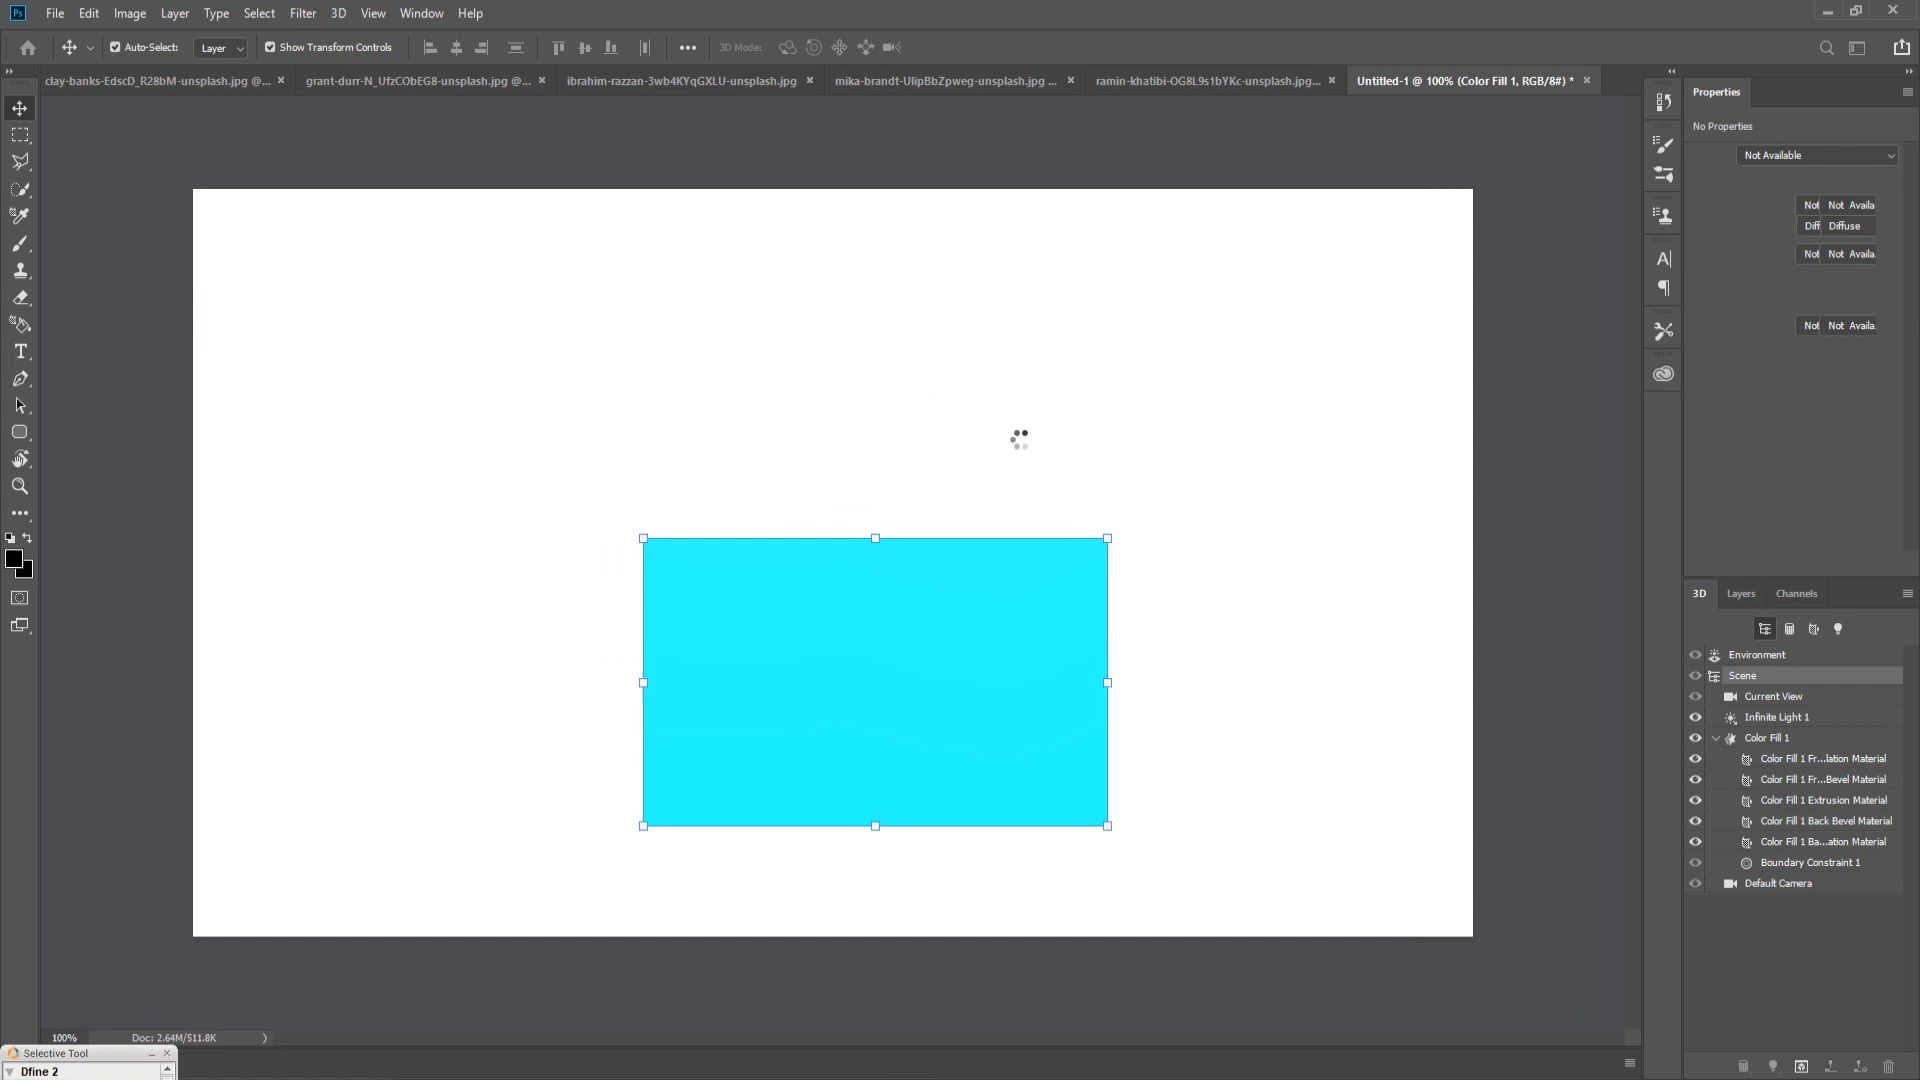 Ps File Edit Image Layer Type Select Filter 3D View Window Help
Auto-Select: Layer Show Transform Controls 3D Mode:
clay-banks-EdscD_R28bM-unsplash.jpg @... grant-durr-N_UfzCObEG8-unsplash.jpg @... ibrahim-razzan-3wb4KYqGXLU-unsplash.jpg mika-brandt-UlipBbZpweg-unsplash.jpg ... ramin-khatibi-OG8L9s1bYKc-unsplash.jpg... Untitled-1 @ 100% (Color Fill 1, RGB/8#) *
Properties
No Properties
Not Available
Not Not Availa
Diff Diffuse
Not Not Availa.
Not Not Availa.
3D Layers Channels
Environment
Scene
Current View
Infinite Light 1
Color Fill 1
Color Fill 1 Fr...lation Material
Color Fill 1 Fr...Bevel Material
Color Fill 1 Extrusion Material
Color Fill 1 Back Bevel Material
Color Fill 1 Ba...ation Material
Boundary Constraint 1
Default Camera
100% Doc: 2.64M/511.8K
Selective Tool
Dfine 2